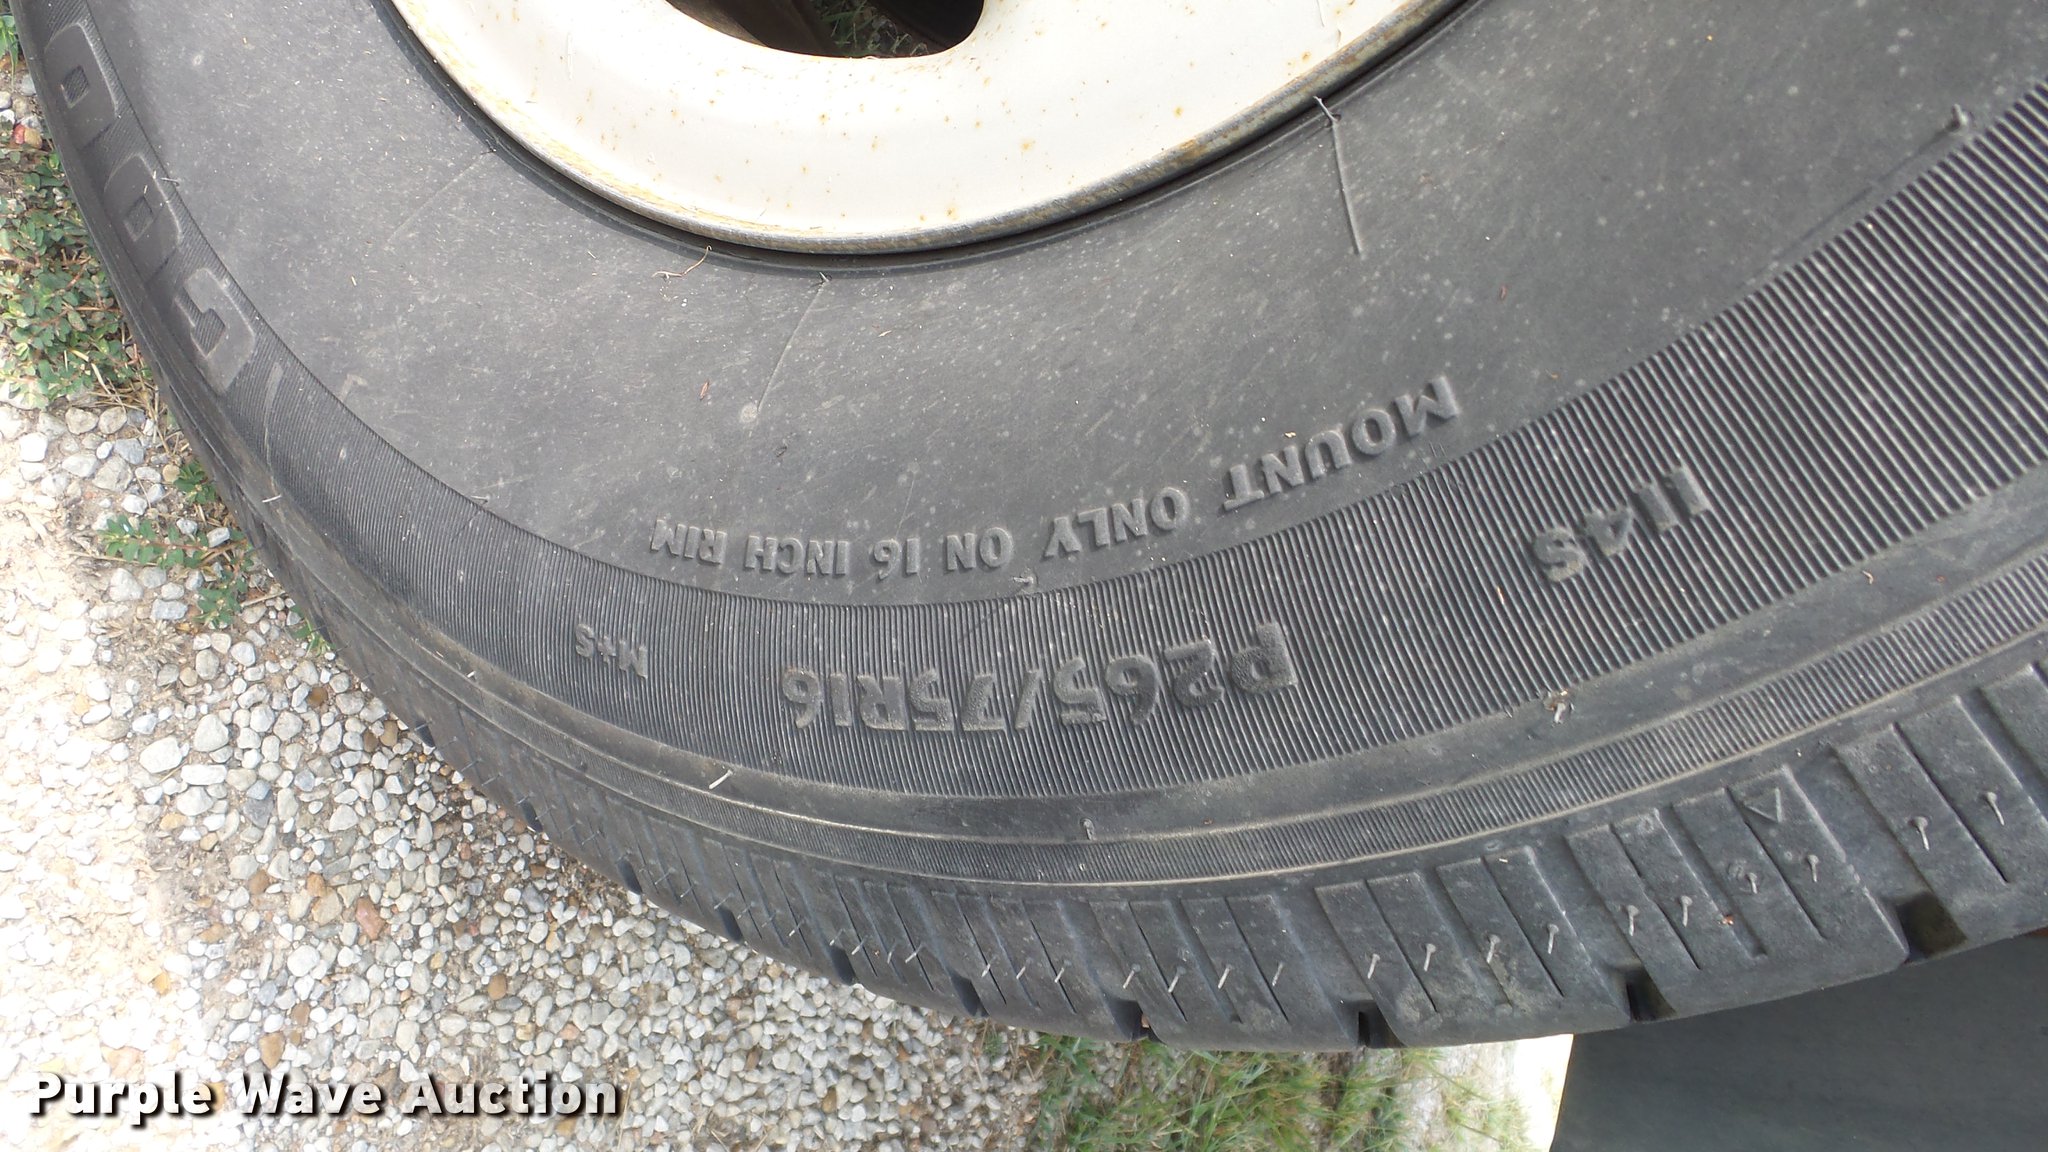 MOUNT ONLY ON 16 INCH RIM
114S
P265/75R16
M+S
Purple Wave Auction